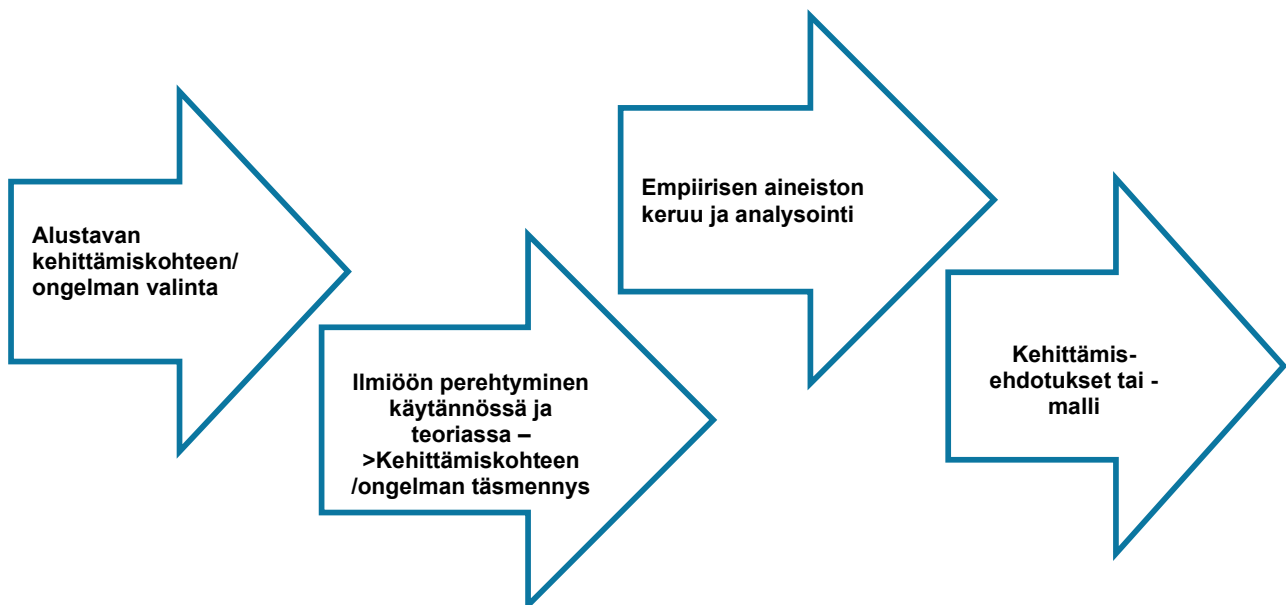 Alustavan
kehittämiskohteen/
ongelman valinta
Ilmiöön perehtyminen
käytännössä ja
teoriassa –
>Kehittämiskohteen
/ongelman täsmennys
Empiirisen aineiston
keruu ja analysointi
Kehittämis-
ehdotukset tai -
malli